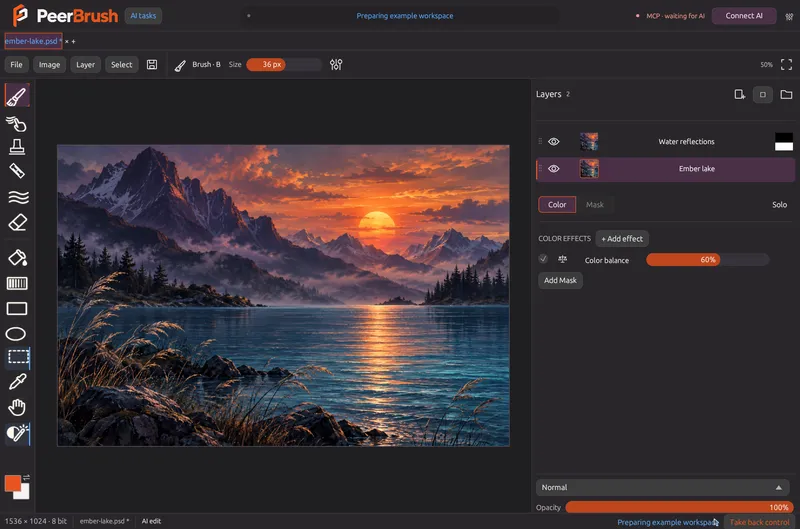 PeerBrush
AI tasks
Preparing example workspace
MCP · waiting for AI
Connect AI
ember-lake.psd * × +
File
Image
Layer
Select
Brush · B
Size
36 px
50%
Layers 2
Water reflections
Ember lake
Color
Mask
Solo
COLOR EFFECTS
+ Add effect
Color balance
60%
Add Mask
Normal
Opacity
100%
1536 × 1024 · 8 bit
ember-lake.psd *
AI edit
Preparing example workspace
Take back control